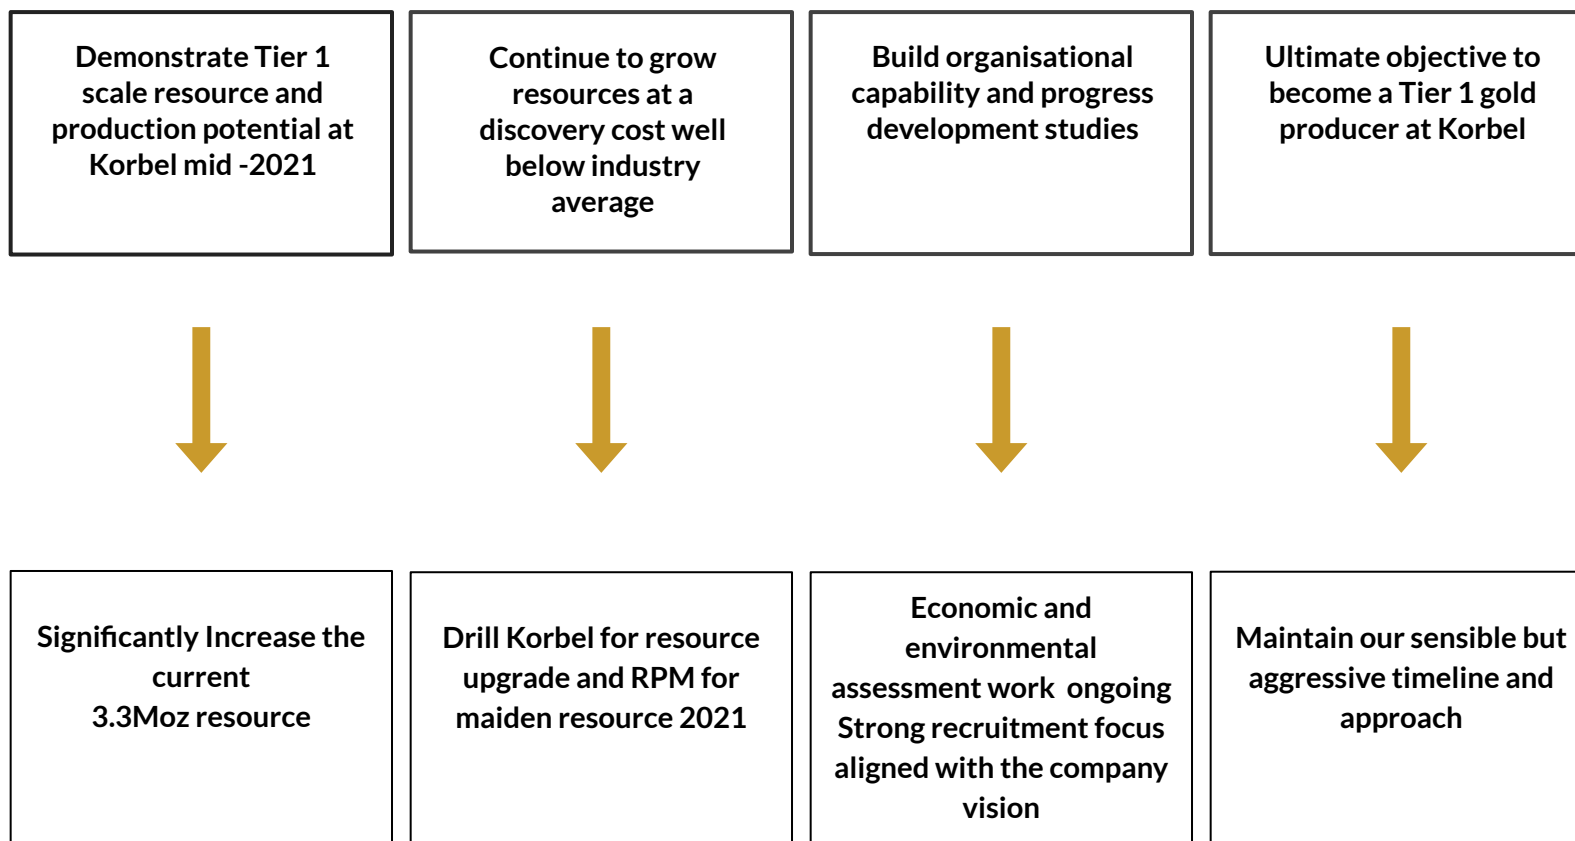 Demonstrate Tier 1
scale resource and
production potential at
Korbel mid -2021
Continue to grow
resources at a
discovery cost well
below industry
average
Build organisational
capability and progress
development studies
Ultimate objective to
become a Tier 1 gold
producer at Korbel
Significantly Increase the
current
3.3Moz resource
Drill Korbel for resource
upgrade and RPM for
maiden resource 2021
Economic and
environmental
assessment work  ongoing
Strong recruitment focus
aligned with the company
vision
Maintain our sensible but
aggressive timeline and
approach